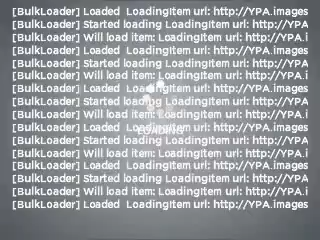 [BulkLoader] Loaded  LoadingItem url: http://YPA.images
[BulkLoader] Started loading LoadingItem url: http://YPA
[BulkLoader] Will load item: LoadingItem url: http://YPA.i
[BulkLoader] Loaded  LoadingItem url: http://YPA.images
[BulkLoader] Started loading LoadingItem url: http://YPA
[BulkLoader] Will load item: LoadingItem url: http://YPA.i
[BulkLoader] Loaded  LoadingItem url: http://YPA.images
[BulkLoader] Started loading LoadingItem url: http://YPA
[BulkLoader] Will load item: LoadingItem url: http://YPA.i
[BulkLoader] Loaded  LoadingItem url: http://YPA.images
LOADING
[BulkLoader] Started loading LoadingItem url: http://YPA
[BulkLoader] Will load item: LoadingItem url: http://YPA.i
[BulkLoader] Loaded  LoadingItem url: http://YPA.images
[BulkLoader] Started loading LoadingItem url: http://YPA
[BulkLoader] Will load item: LoadingItem url: http://YPA.i
[BulkLoader] Loaded  LoadingItem url: http://YPA.images